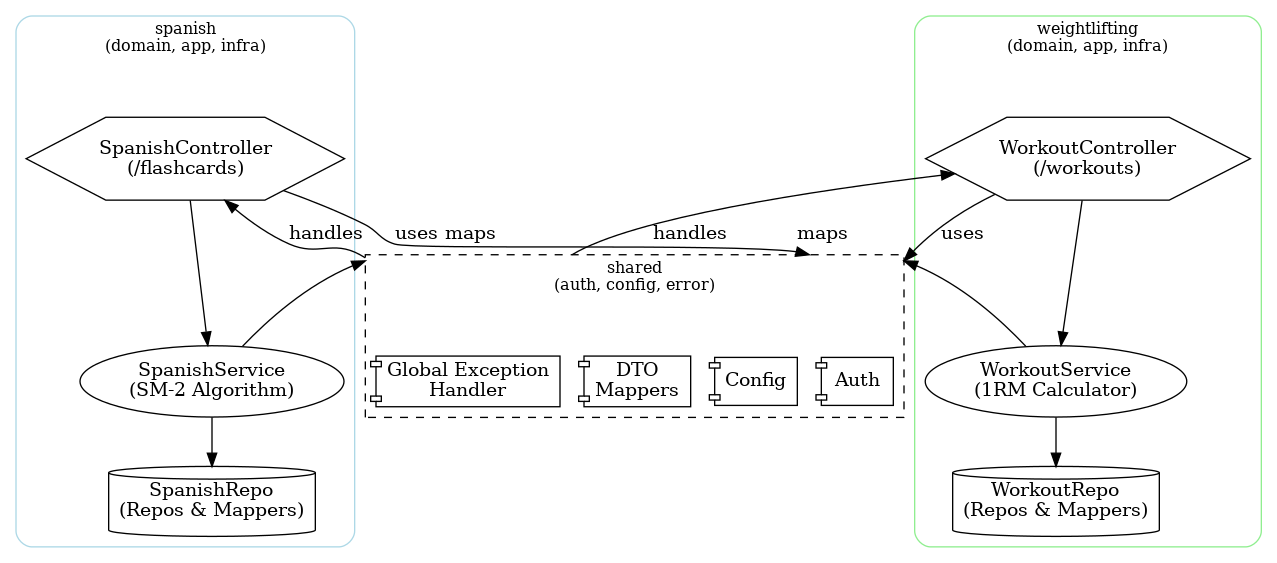 spanish
(domain, app, infra)
weightlifting
(domain, app, infra)
SpanishController
(/flashcards)
WorkoutController
(/workouts)
handles
uses
maps
handles
maps
uses
shared
(auth, config, error)
Global Exception
Handler
DTO
Mappers
Config
Auth
SpanishService
(SM-2 Algorithm)
WorkoutService
(1RM Calculator)
SpanishRepo
(Repos & Mappers)
WorkoutRepo
(Repos & Mappers)